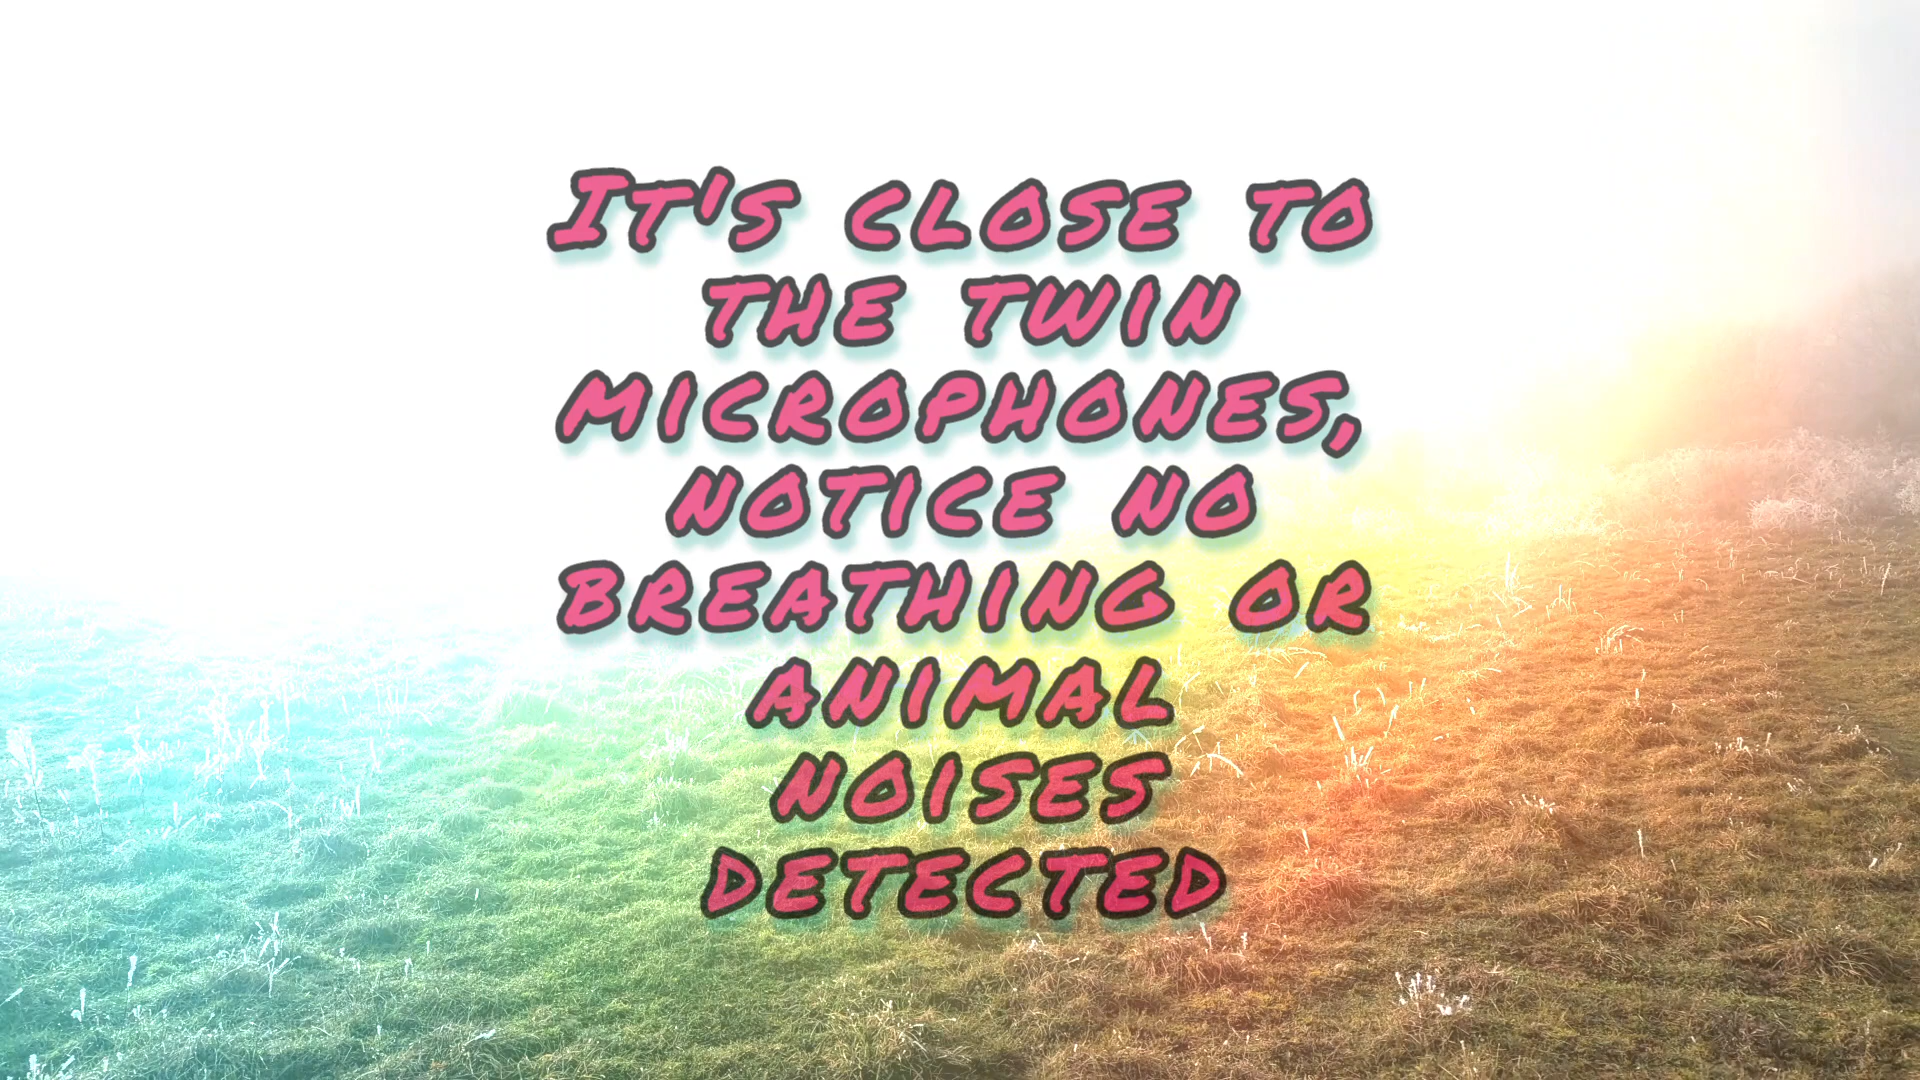 It's close to
the twin
microphones,
notice no
breathing or
animal
noises
detected